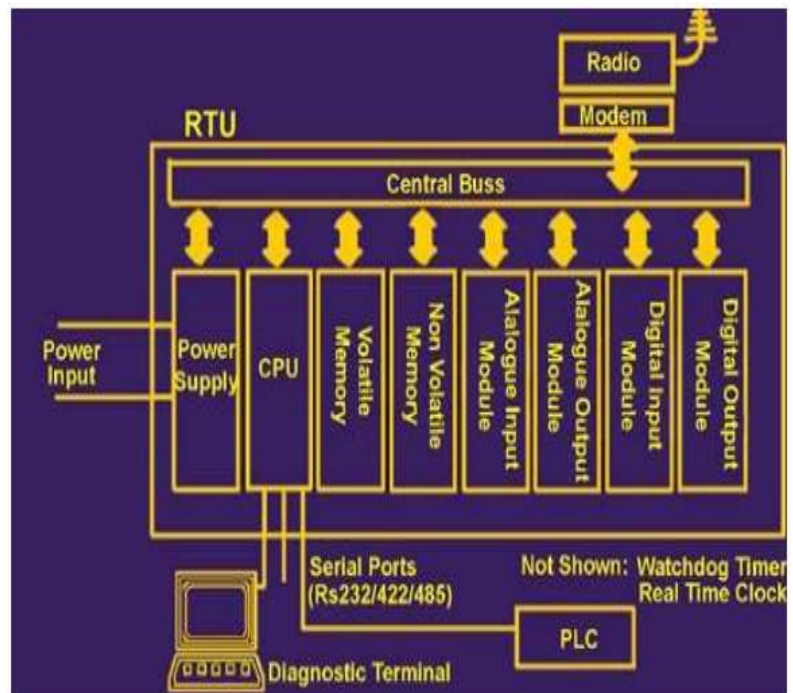 Radio
Modem
RTU
Central Buss
Power
Input
Power
Supply
CPU
Volatile
Memory
Non Volatile
Memory
Alalogue Input
Module
Alalogue Output
Module
Digital Input
Module
Digital Output
Module
Serial Ports
(Rs232/422/485)
Not Shown: Watchdog Timer
Real Time Clock
PLC
Diagnostic Terminal